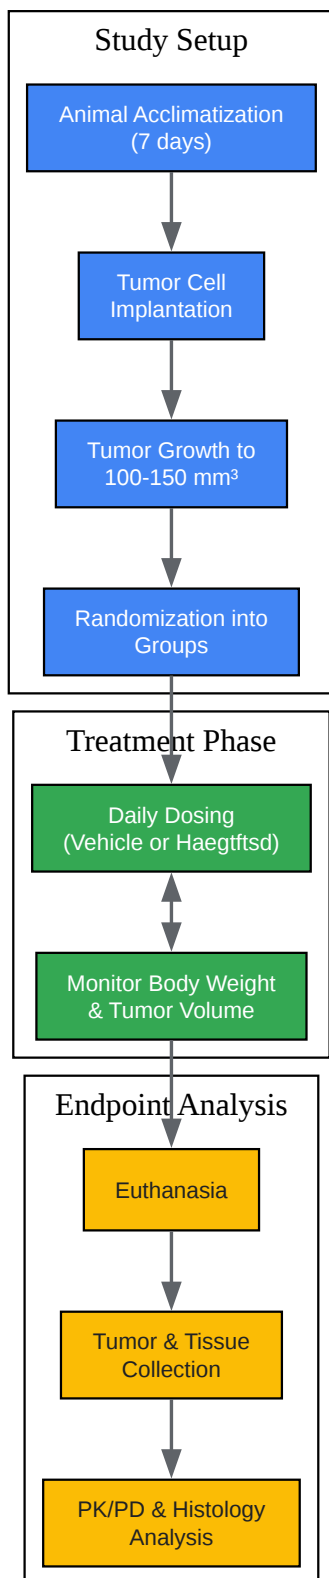 Study Setup
Animal Acclimatization
(7 days)
Tumor Cell
Implantation
Tumor Growth to
100-150 mm³
Randomization into
Groups
Treatment Phase
Daily Dosing
(Vehicle or Haegtftsd)
Monitor Body Weight
& Tumor Volume
Endpoint Analysis
Euthanasia
Tumor & Tissue
Collection
PK/PD & Histology
Analysis